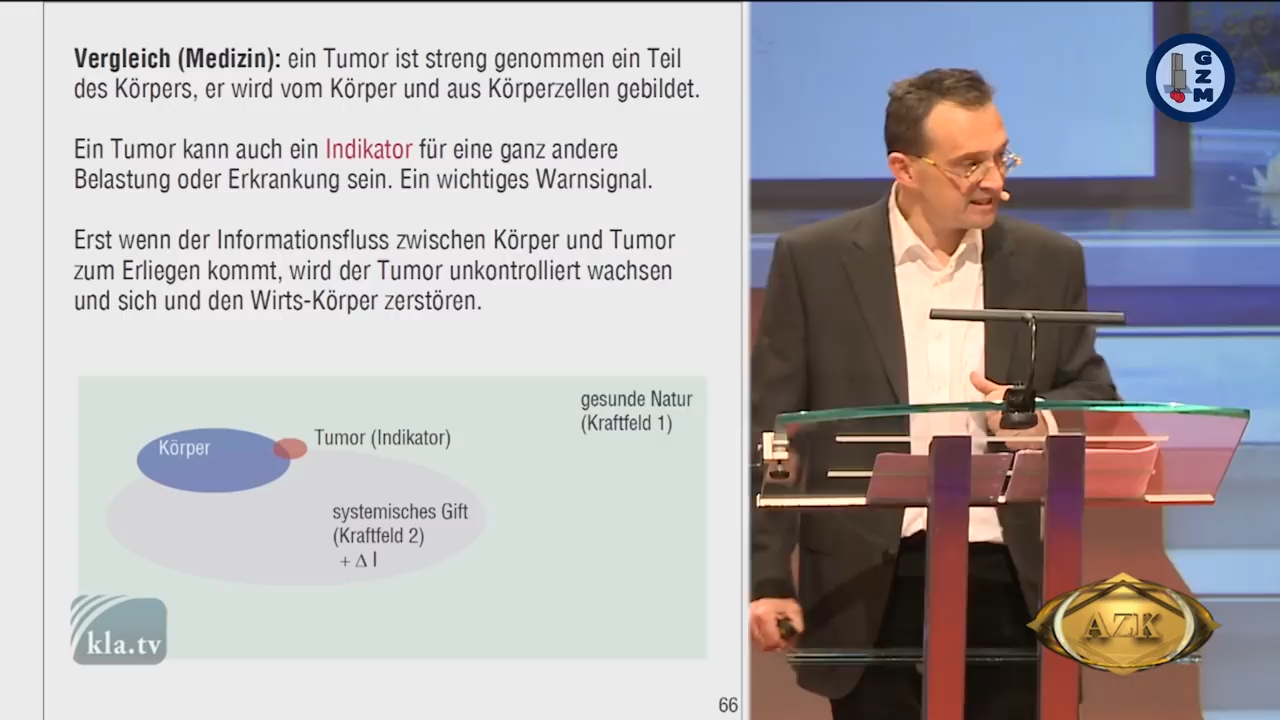 Vergleich (Medizin): ein Tumor ist streng genommen ein Teil
des Körpers, er wird vom Körper und aus Körperzellen gebildet.
Ein Tumor kann auch ein Indikator für eine ganz andere
Belastung oder Erkrankung sein. Ein wichtiges Warnsignal.
Erst wenn der Informationsfluss zwischen Körper und Tumor
zum Erliegen kommt, wird der Tumor unkontrolliert wachsen
und sich und den Wirts-Körper zerstören.
gesunde Natur
(Kraftfeld 1)
Körper
Tumor (Indikator)
systemisches Gift
(Kraftfeld 2)
+ Δ I
kla.tv
66
GZM
AZK